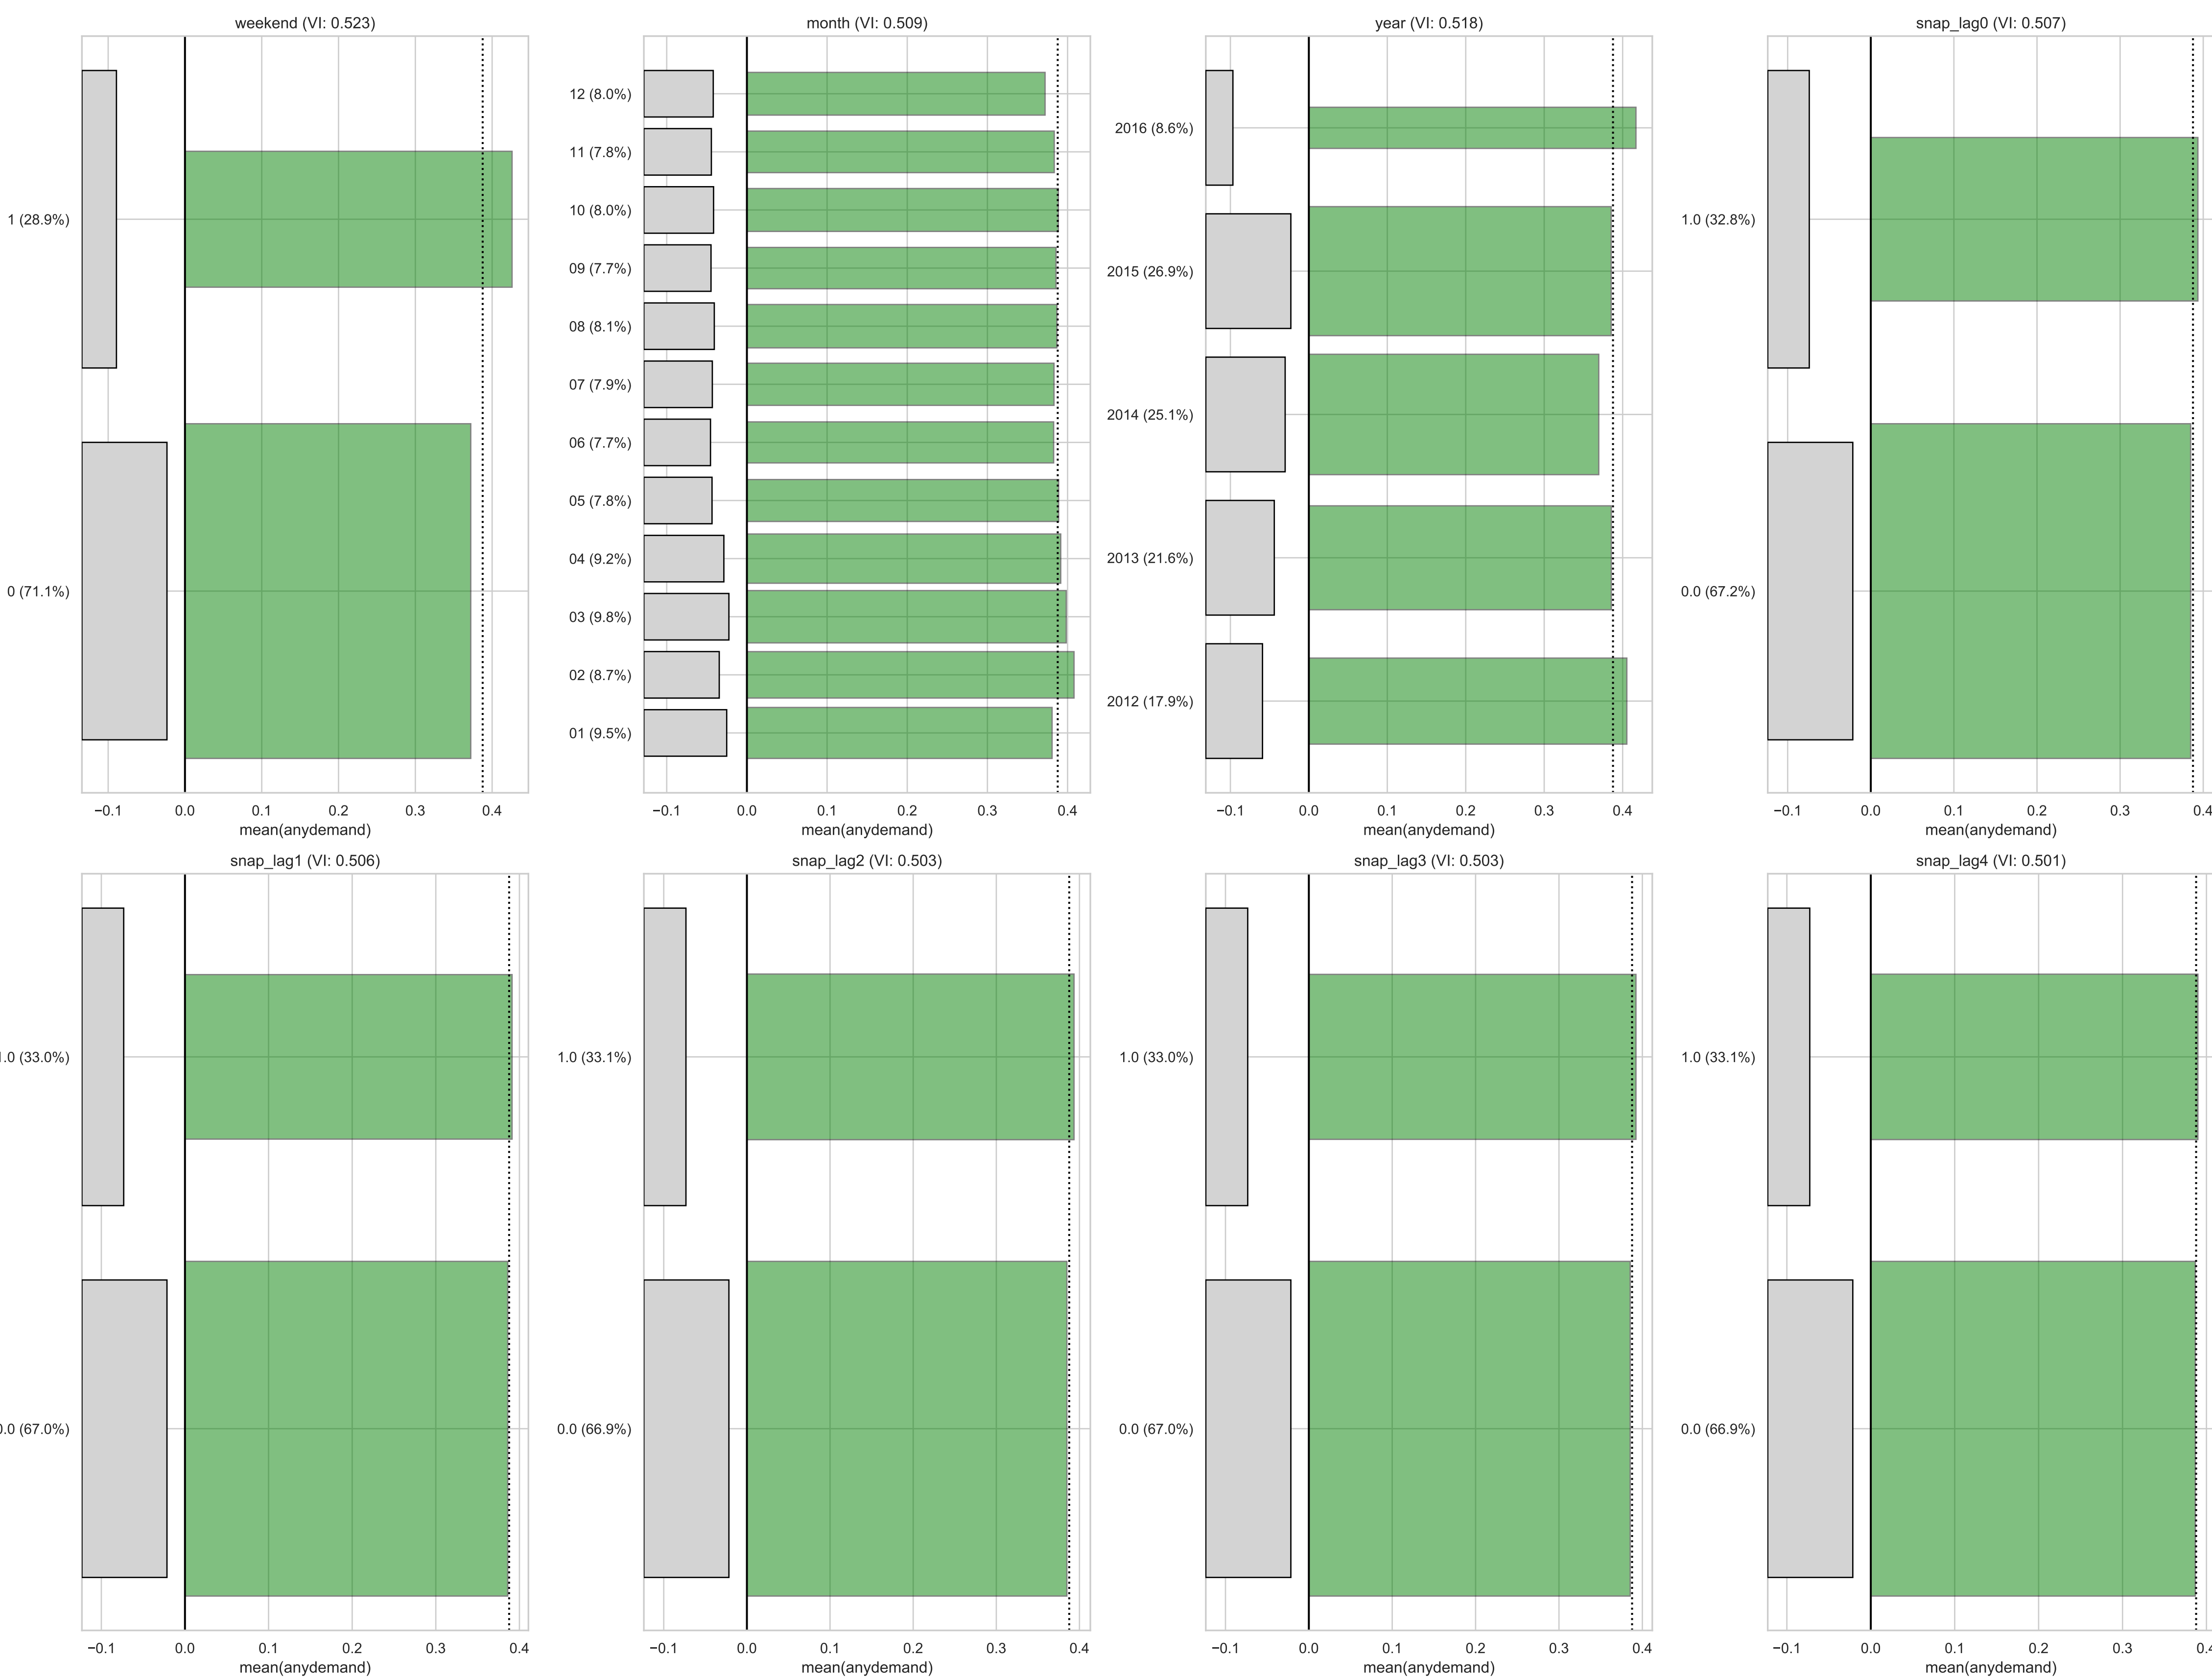 weekend (VI: 0.523)
1 (28.9%)
0 (71.1%)
−0.1 0.0 0.1 0.2 0.3 0.4
mean(anydemand)
month (VI: 0.509)
12 (8.0%)
11 (7.8%)
10 (8.0%)
09 (7.7%)
08 (8.1%)
07 (7.9%)
06 (7.7%)
05 (7.8%)
04 (9.2%)
03 (9.8%)
02 (8.7%)
01 (9.5%)
−0.1 0.0 0.1 0.2 0.3 0.4
mean(anydemand)
year (VI: 0.518)
2016 (8.6%)
2015 (26.9%)
2014 (25.1%)
2013 (21.6%)
2012 (17.9%)
−0.1 0.0 0.1 0.2 0.3 0.4
mean(anydemand)
snap_lag0 (VI: 0.507)
1.0 (32.8%)
0.0 (67.2%)
−0.1 0.0 0.1 0.2 0.3 0.4
mean(anydemand)
snap_lag1 (VI: 0.506)
.0 (33.0%)
.0 (67.0%)
−0.1 0.0 0.1 0.2 0.3 0.4
mean(anydemand)
snap_lag2 (VI: 0.503)
1.0 (33.1%)
0.0 (66.9%)
−0.1 0.0 0.1 0.2 0.3 0.4
mean(anydemand)
snap_lag3 (VI: 0.503)
1.0 (33.0%)
0.0 (67.0%)
−0.1 0.0 0.1 0.2 0.3 0.4
mean(anydemand)
snap_lag4 (VI: 0.501)
1.0 (33.1%)
0.0 (66.9%)
−0.1 0.0 0.1 0.2 0.3 0.4
mean(anydemand)